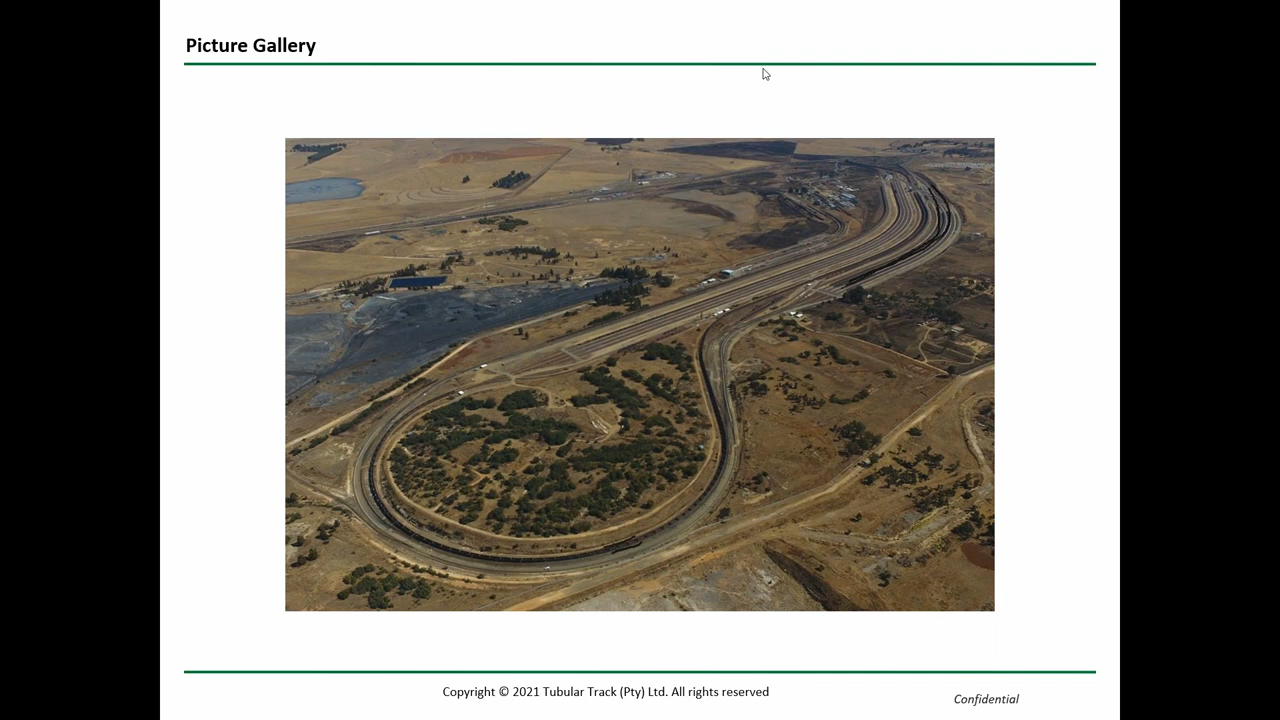 Picture Gallery
Copyright © 2021 Tubular Track (Pty) Ltd. All rights reserved
Confidential